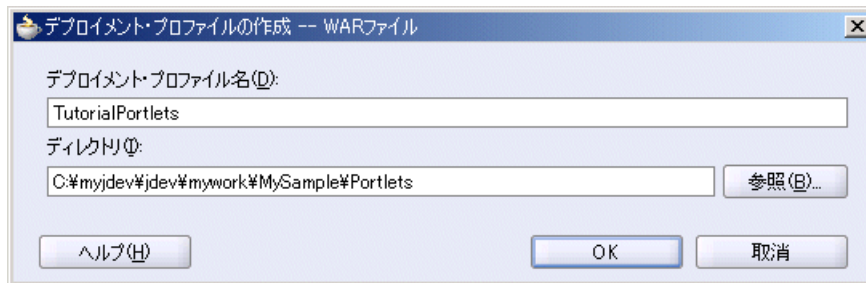 デプロイメント・プロファイルの作成 -- WARファイル
デプロイメント・プロファイル名(D):
TutorialPortlets
ディレクトリ(I):
C:¥myjdev¥jdev¥mywork¥MySample¥Portlets
参照(B)...
ヘルプ(H)
OK
取消